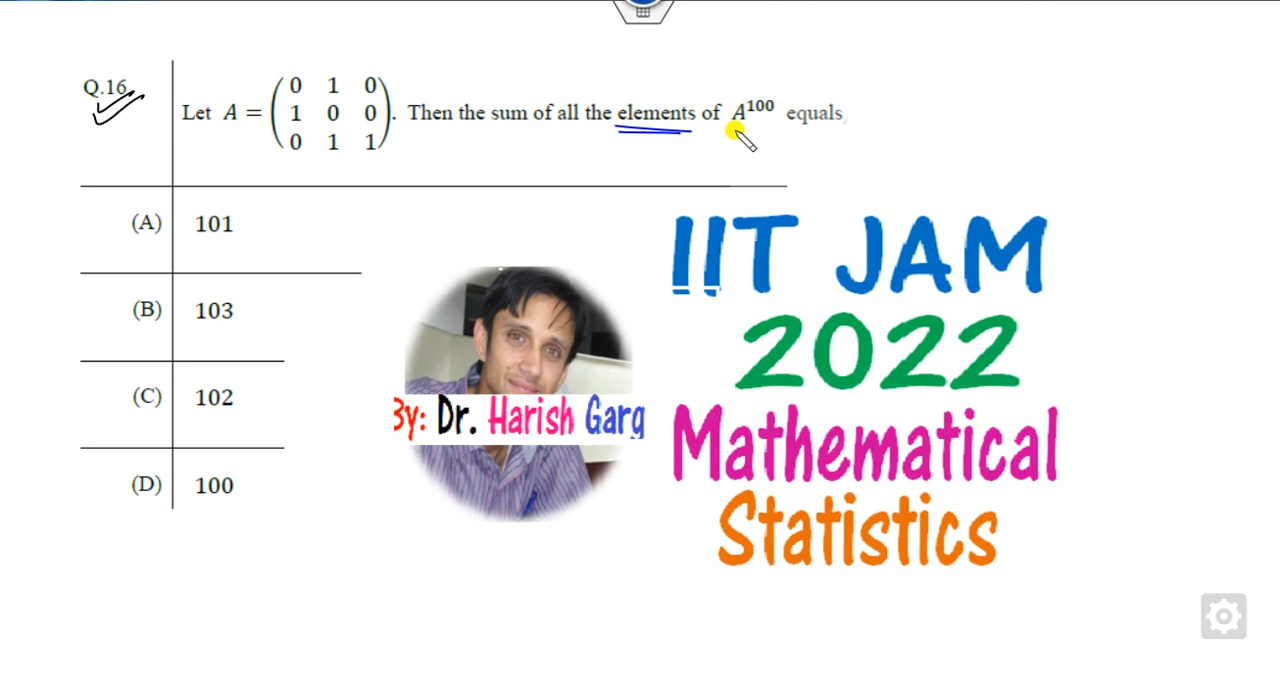 Q.16
Let A = ( 0 1 0
1 0 0
0 1 1 ). Then the sum of all the elements of A¹⁰⁰ equals
(A) 101
(B) 103
(C) 102
(D) 100
By: Dr. Harish Garg
IIT JAM
2022
Mathematical
Statistics